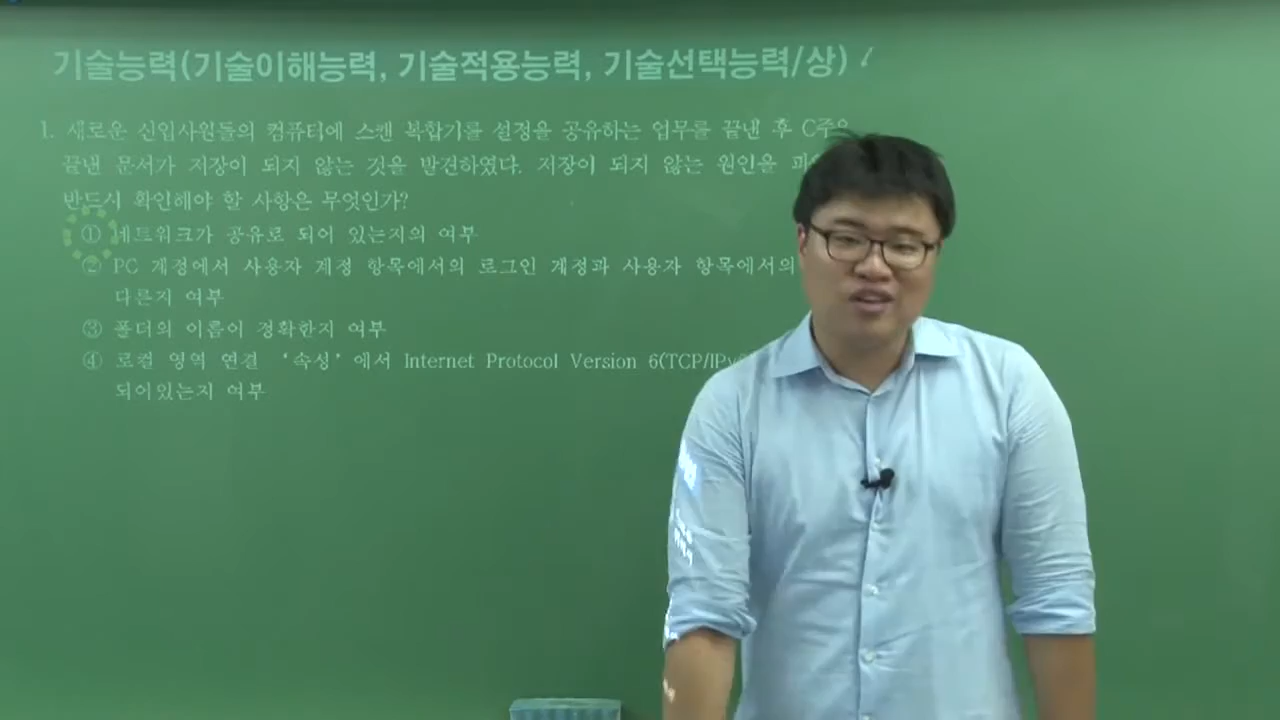 기술능력(기술이해능력, 기술적용능력, 기술선택능력/상)
1. 새로운 신입사원들의 컴퓨터에 스캔 복합기를 설정을 공유하는 업무를 끝낸 후 C주
끝낸 문서가 저장이 되지 않는 것을 발견하였다. 저장이 되지 않는 원인을
반드시 확인해야 할 사항은 무엇인가?
① 네트워크가 공유로 되어 있는지의 여부
② PC 계정에서 사용자 계정 항목에서의 로그인 계정과 사용자 항목에서의
다른지 여부
③ 폴더의 이름이 정확한지 여부
④ 로컬 영역 연결 ‘속성’에서 Internet Protocol Version 6(TCP/IPv6
되어있는지 여부